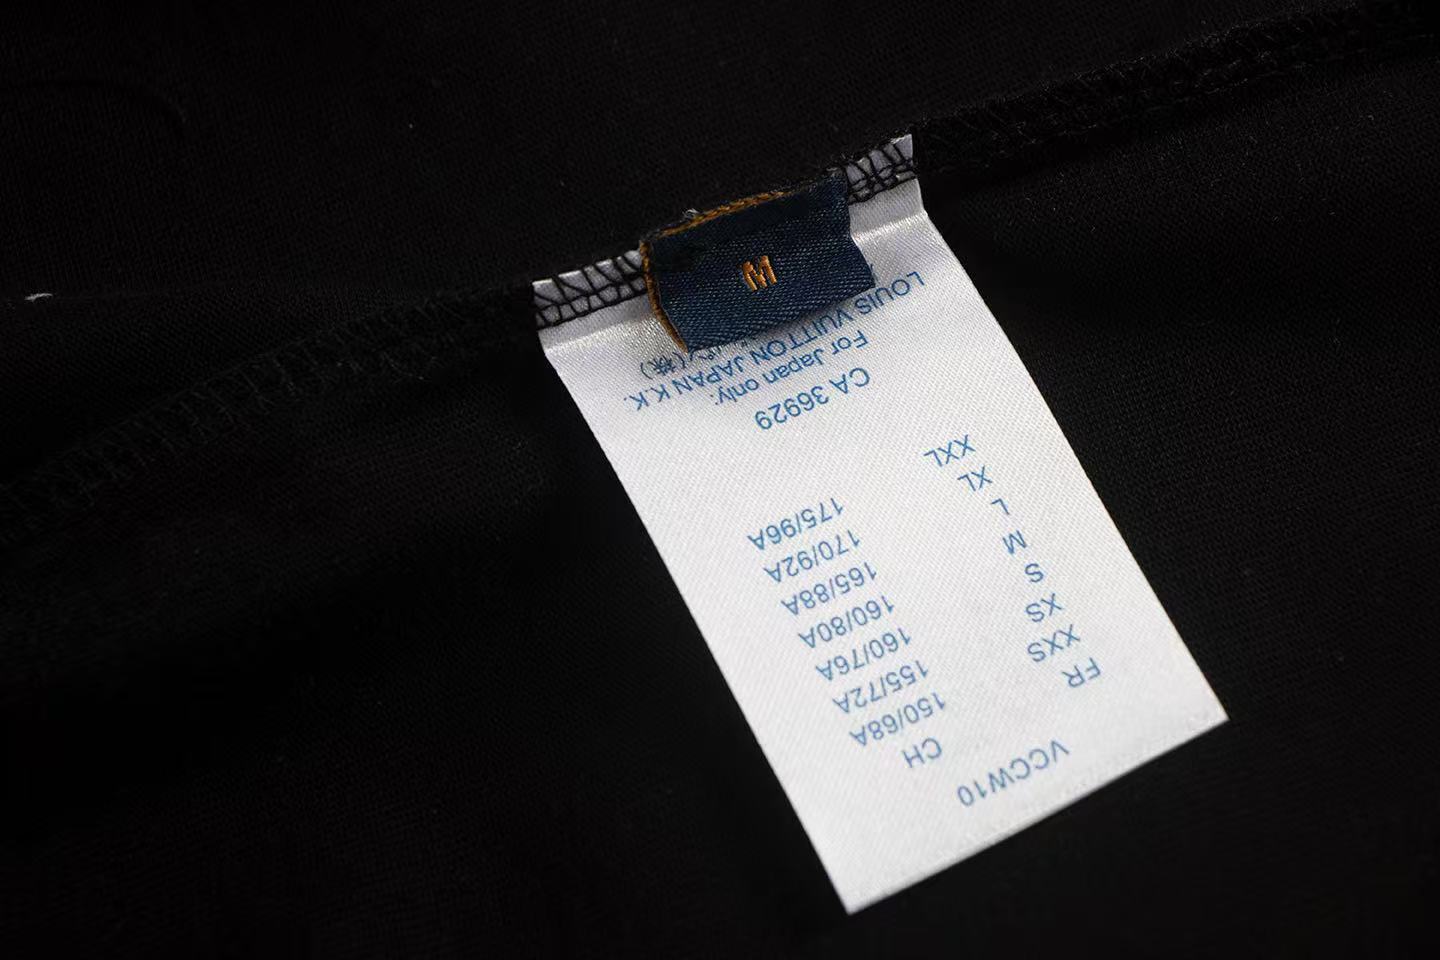 M
VCCW10
FR CH
XXS 150/68A
XS 155/72A
S 160/76A
M 160/80A
L 165/88A
XL 170/92A
XXL 175/96A
CA 36929
For Japan only:
LOUIS VUITTON JAPAN K.K.
(株)